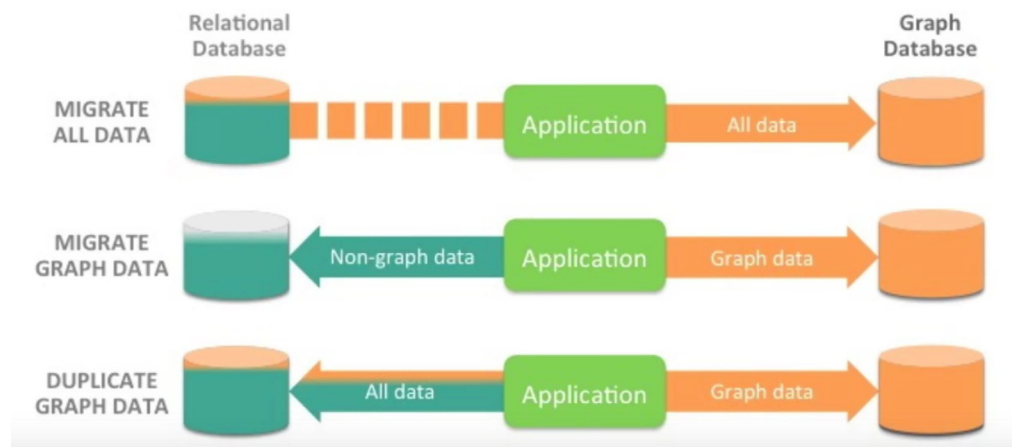 Relational
Database
Graph
Database
MIGRATE
ALL DATA
Application
All data
MIGRATE
GRAPH DATA
Non-graph data
Application
Graph data
DUPLICATE
GRAPH DATA
All data
Application
Graph data